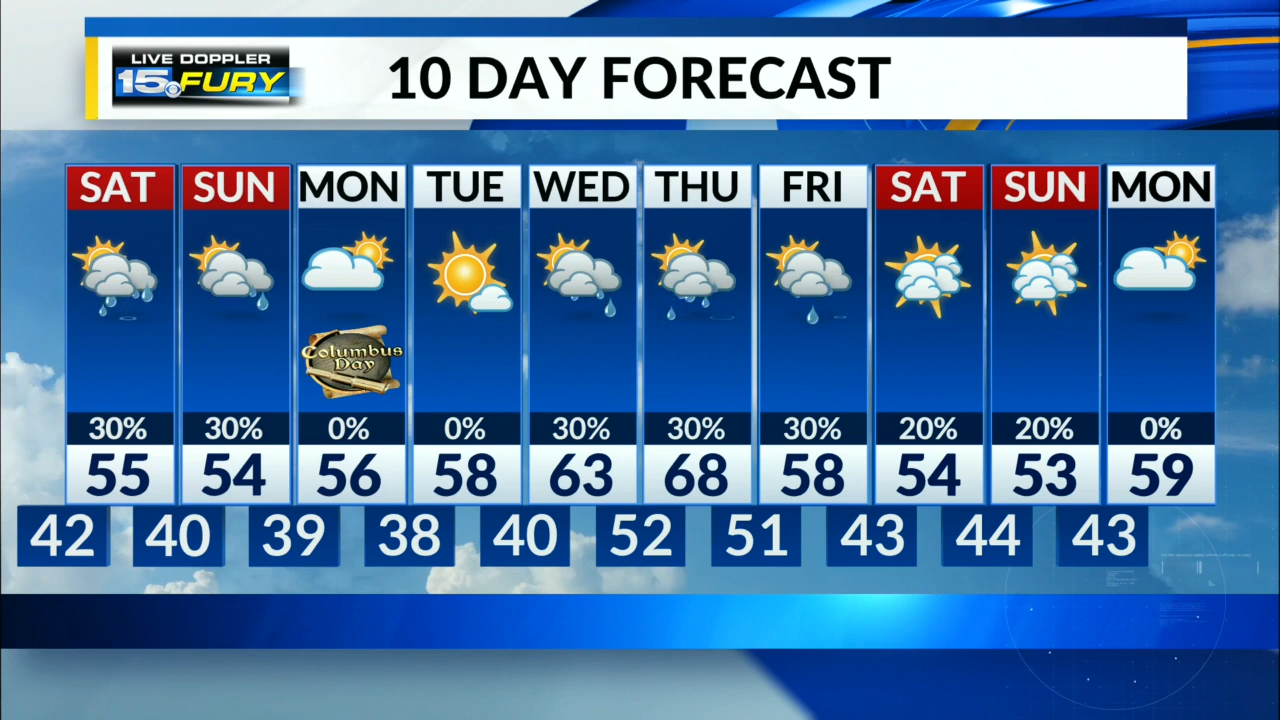 LIVE DOPPLER
15 FURY
10 DAY FORECAST
SAT SUN MON TUE WED THU FRI SAT SUN MON
Columbus
Day
30% 30% 0% 0% 30% 30% 30% 20% 20% 0%
55 54 56 58 63 68 58 54 53 59
42 40 39 38 40 52 51 43 44 43